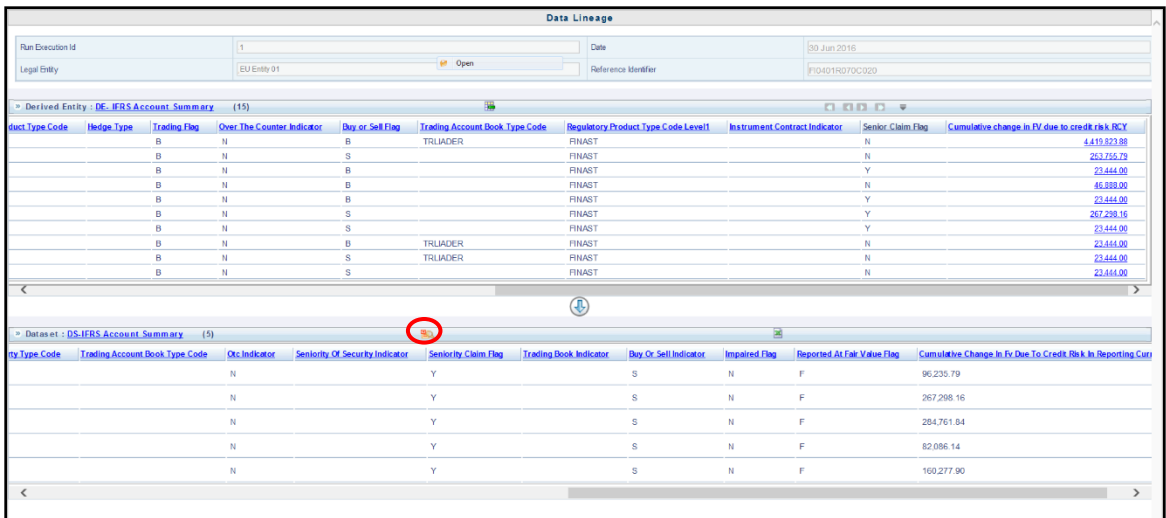 Data Lineage
Run Execution Id 1 Date 30 Jun 2016
Legal Entity EU Entity 01 Open Reference Identifier FI0401R070C020
» Derived Entity : DE- IFRS Account Summary (15)
duct Type Code Hedge Type Trading Flag Over The Counter Indicator Buy or Sell Flag Trading Account Book Type Code Regulatory Product Type Code Level1 Instrument Contract Indicator Senior Claim Flag Cumulative change in FV due to credit risk RCY
B N B TRLIADER FINAST N 4,419,823.88
B N S FINAST N 253,755.79
B N B FINAST Y 23,444.00
B N B FINAST N 46,888.00
B N B FINAST Y 23,444.00
B N S FINAST Y 267,298.16
B N S FINAST Y 23,444.00
B N B TRLIADER FINAST N 23,444.00
B N S TRLIADER FINAST N 23,444.00
B N S FINAST N 23,444.00
» Dataset : DS-IFRS Account Summary (5)
rty Type Code Trading Account Book Type Code Otc Indicator Seniority Of Security Indicator Seniority Claim Flag Trading Book Indicator Buy Or Sell Indicator Impaired Flag Reported At Fair Value Flag Cumulative Change In Fv Due To Credit Risk In Reporting Curr
N Y S N F 96,235.79
N Y S N F 267,298.16
N Y S N F 284,761.84
N Y S N F 82,086.14
N Y S N F 160,277.90